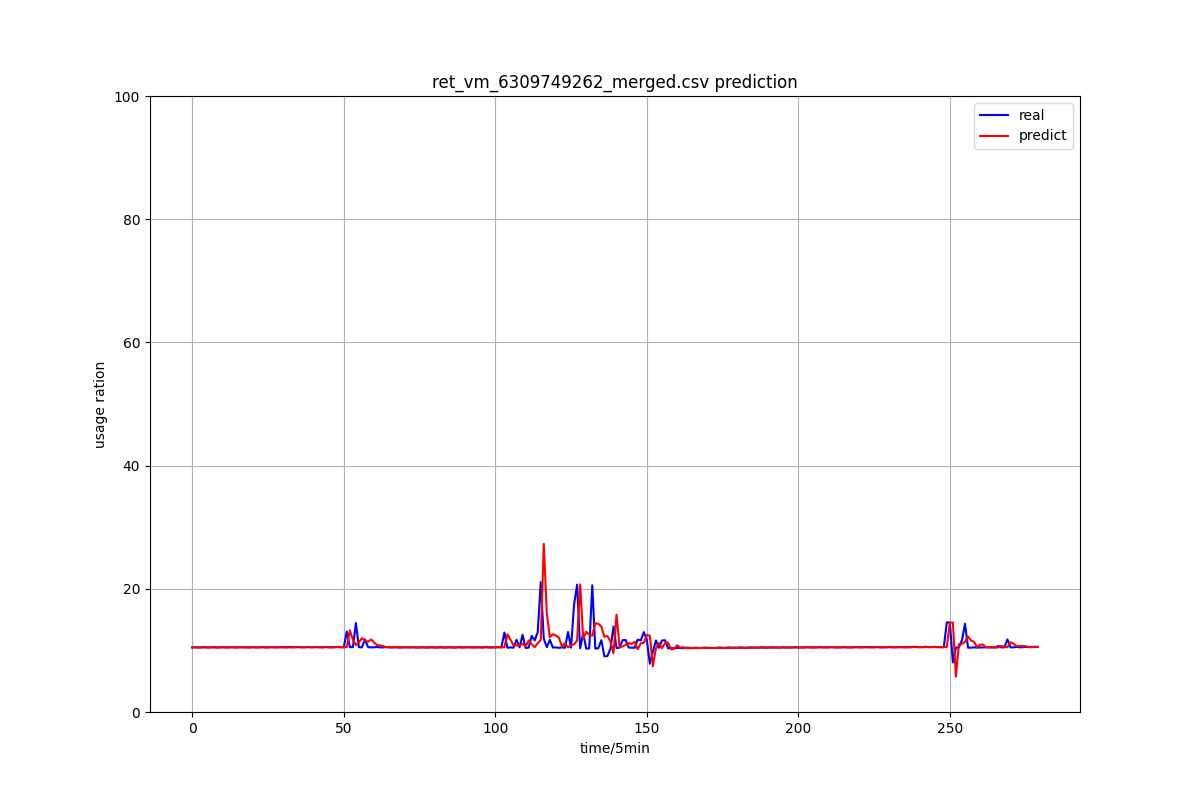 ret_vm_6309749262_merged.csv prediction
100
80
60
40
20
0
usage ration
real
predict
0 50 100 150 200 250
time/5min